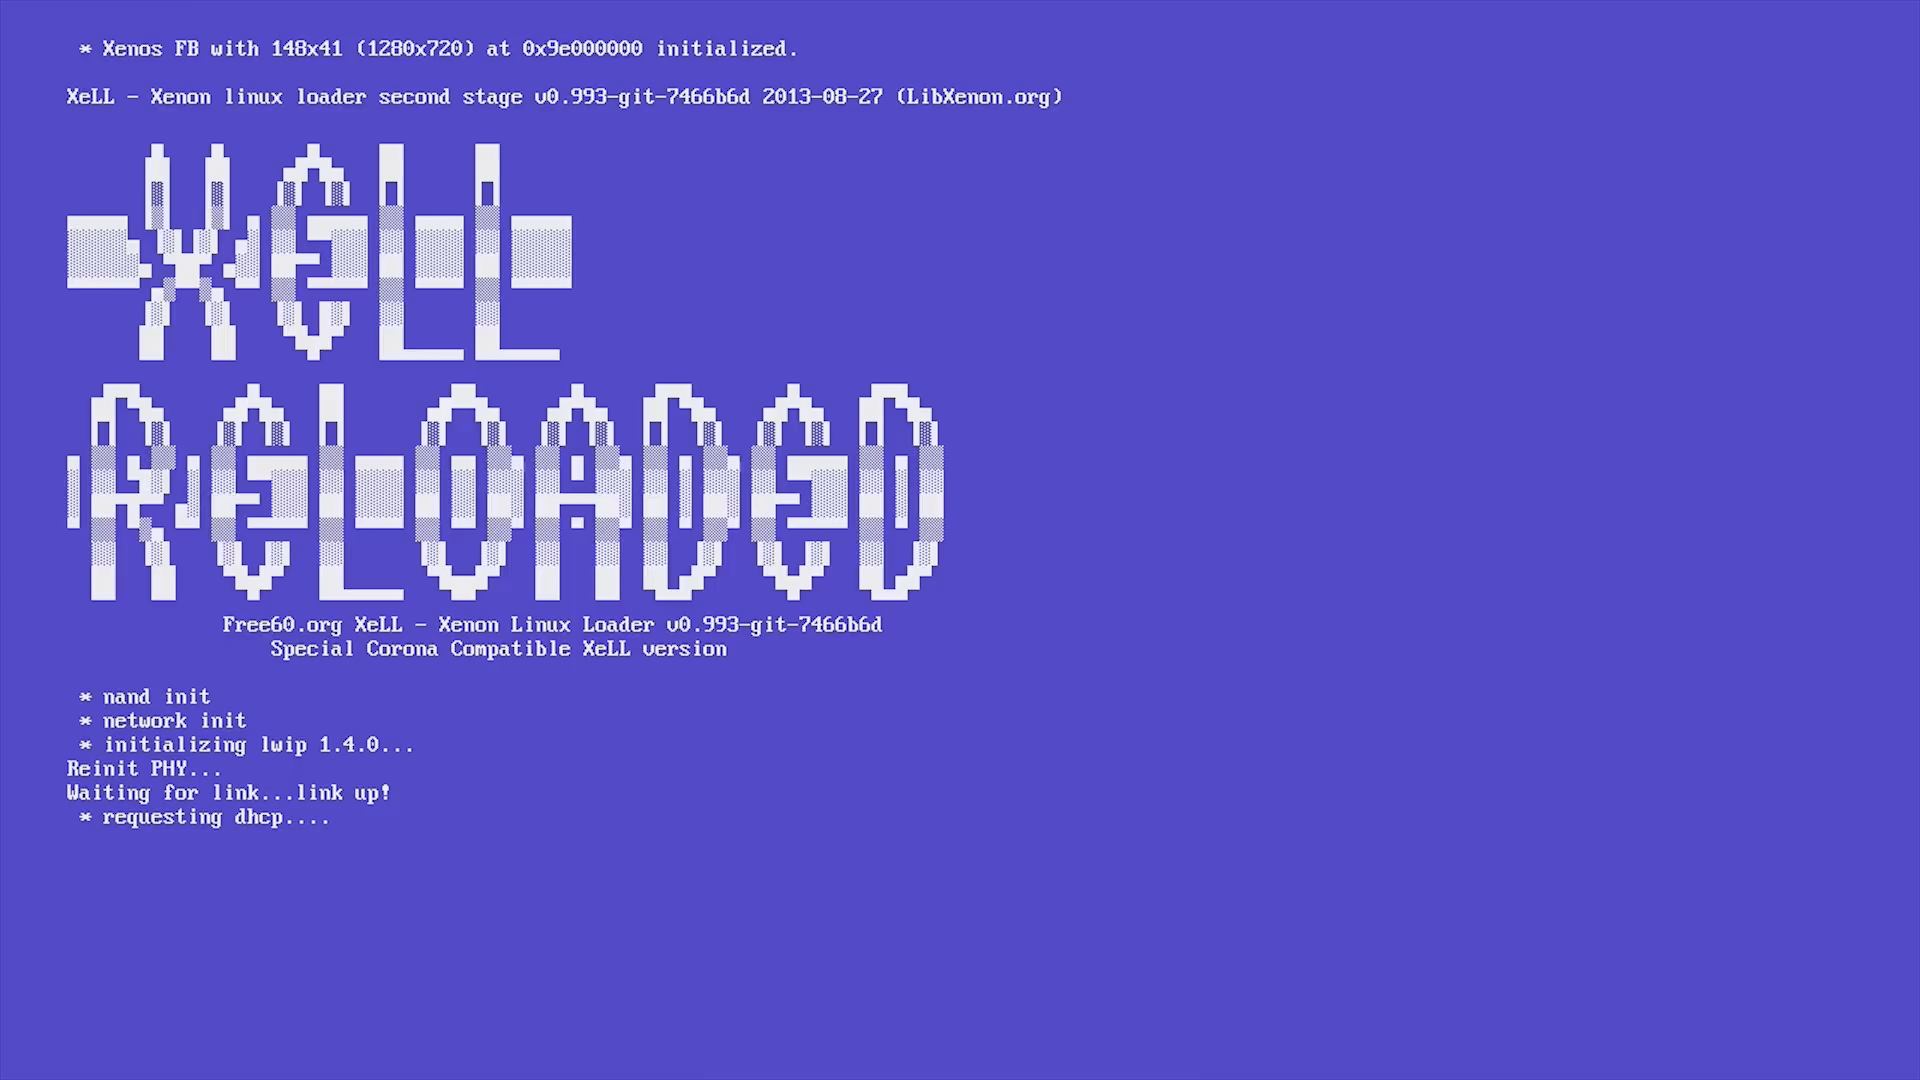 * Xenos FB with 148x41 (1280x720) at 0x9e000000 initialized.
XeLL - Xenon linux loader second stage v0.993-git-7466b6d 2013-08-27 (LibXenon.org)
XeLL
ReLOADeD
Free60.org XeLL - Xenon Linux Loader v0.993-git-7466b6d
Special Corona Compatible XeLL version
* nand init
* network init
* initializing lwip 1.4.0...
Reinit PHY...
Waiting for link...link up!
* requesting dhcp....